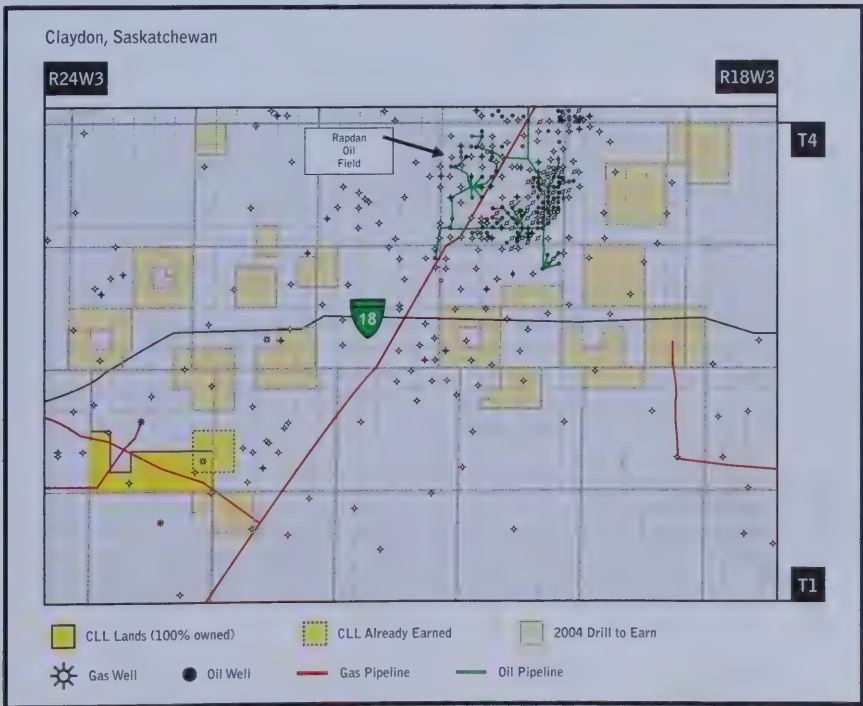 Claydon, Saskatchewan
R24W3
R18W3
Rapdan
Oil
Field
T4
18
T1
CLL Lands (100% owned)
CLL Already Earned
2004 Drill to Earn
Gas Well
Oil Well
Gas Pipeline
Oil Pipeline